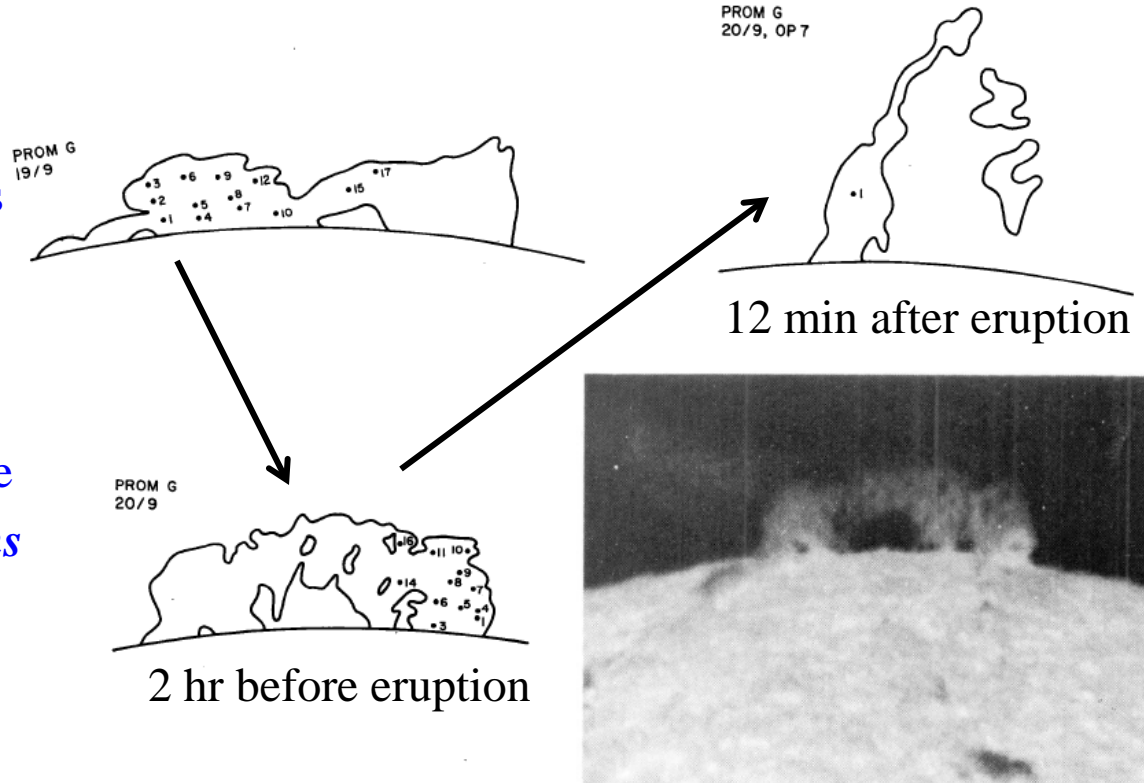 PROM G
20/9, OP 7
PROM G
19/9
3 6 9 12 17
2 5 8 15
1 4 7 10
1
12 min after eruption
PROM G
20/9
16
11 10
9
14 8 7
6 5 4
3 1
2 hr before eruption